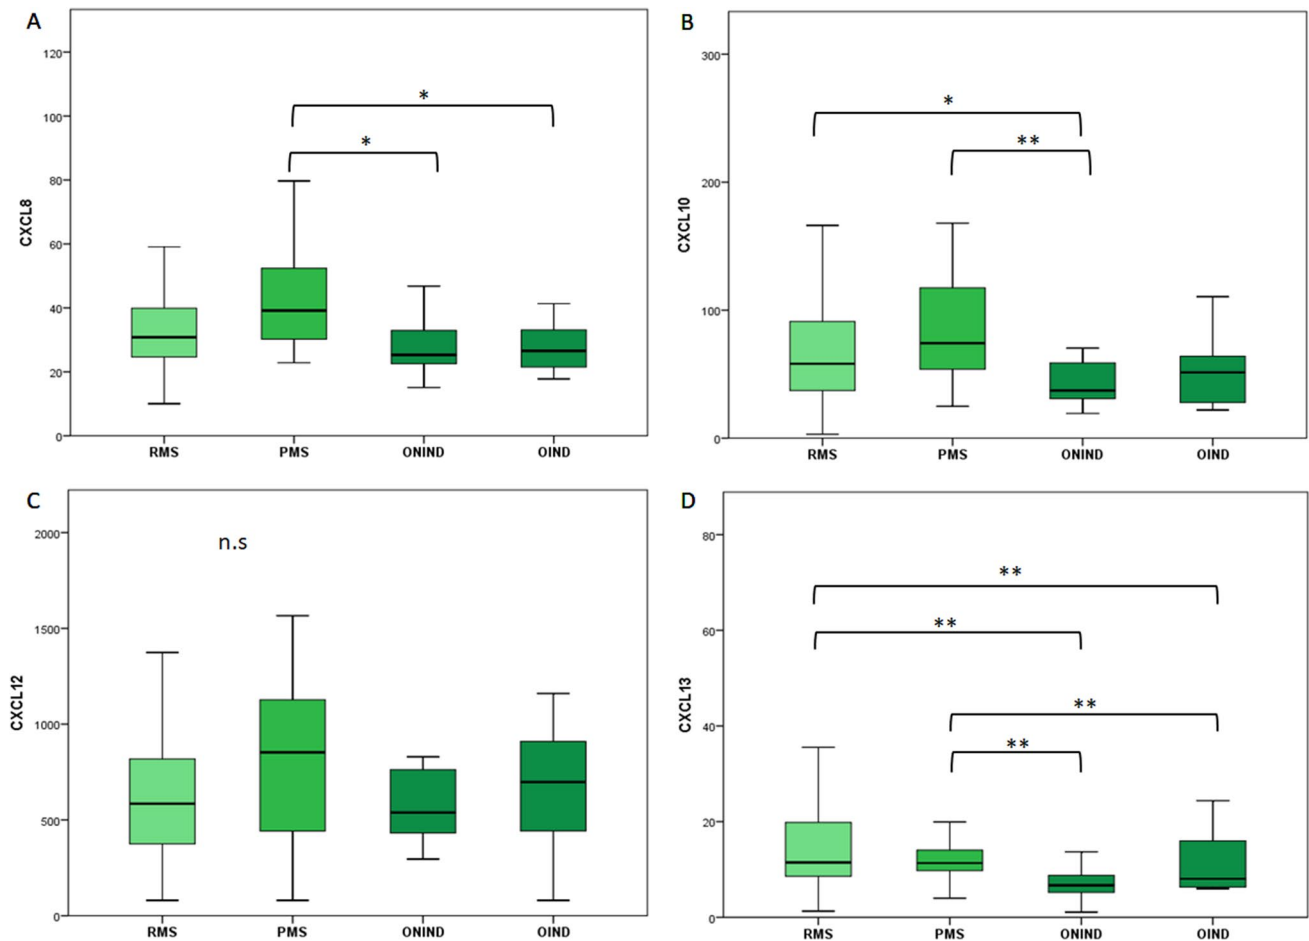 A
CXCL8
120
100
80
60
40
20
0
*
*
RMS PMS ONIND OIND
B
CXCL10
300
200
100
0
*
**
RMS PMS ONIND OIND
C
CXCL12
2000
1500
1000
500
0
n.s
RMS PMS ONIND OIND
D
CXCL13
80
60
40
20
0
**
**
**
**
RMS PMS ONIND OIND